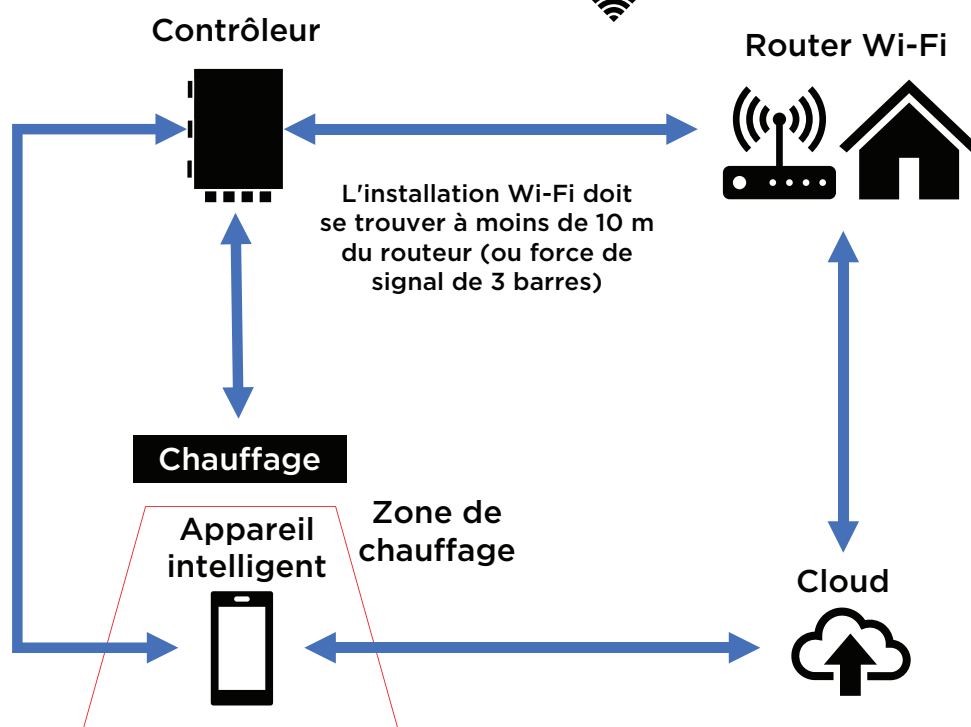 Contrôleur
Router Wi-Fi
L'installation Wi-Fi doit
se trouver à moins de 10 m
du routeur (ou force de
signal de 3 barres)
Chauffage
Zone de
chauffage
Appareil
intelligent
Cloud